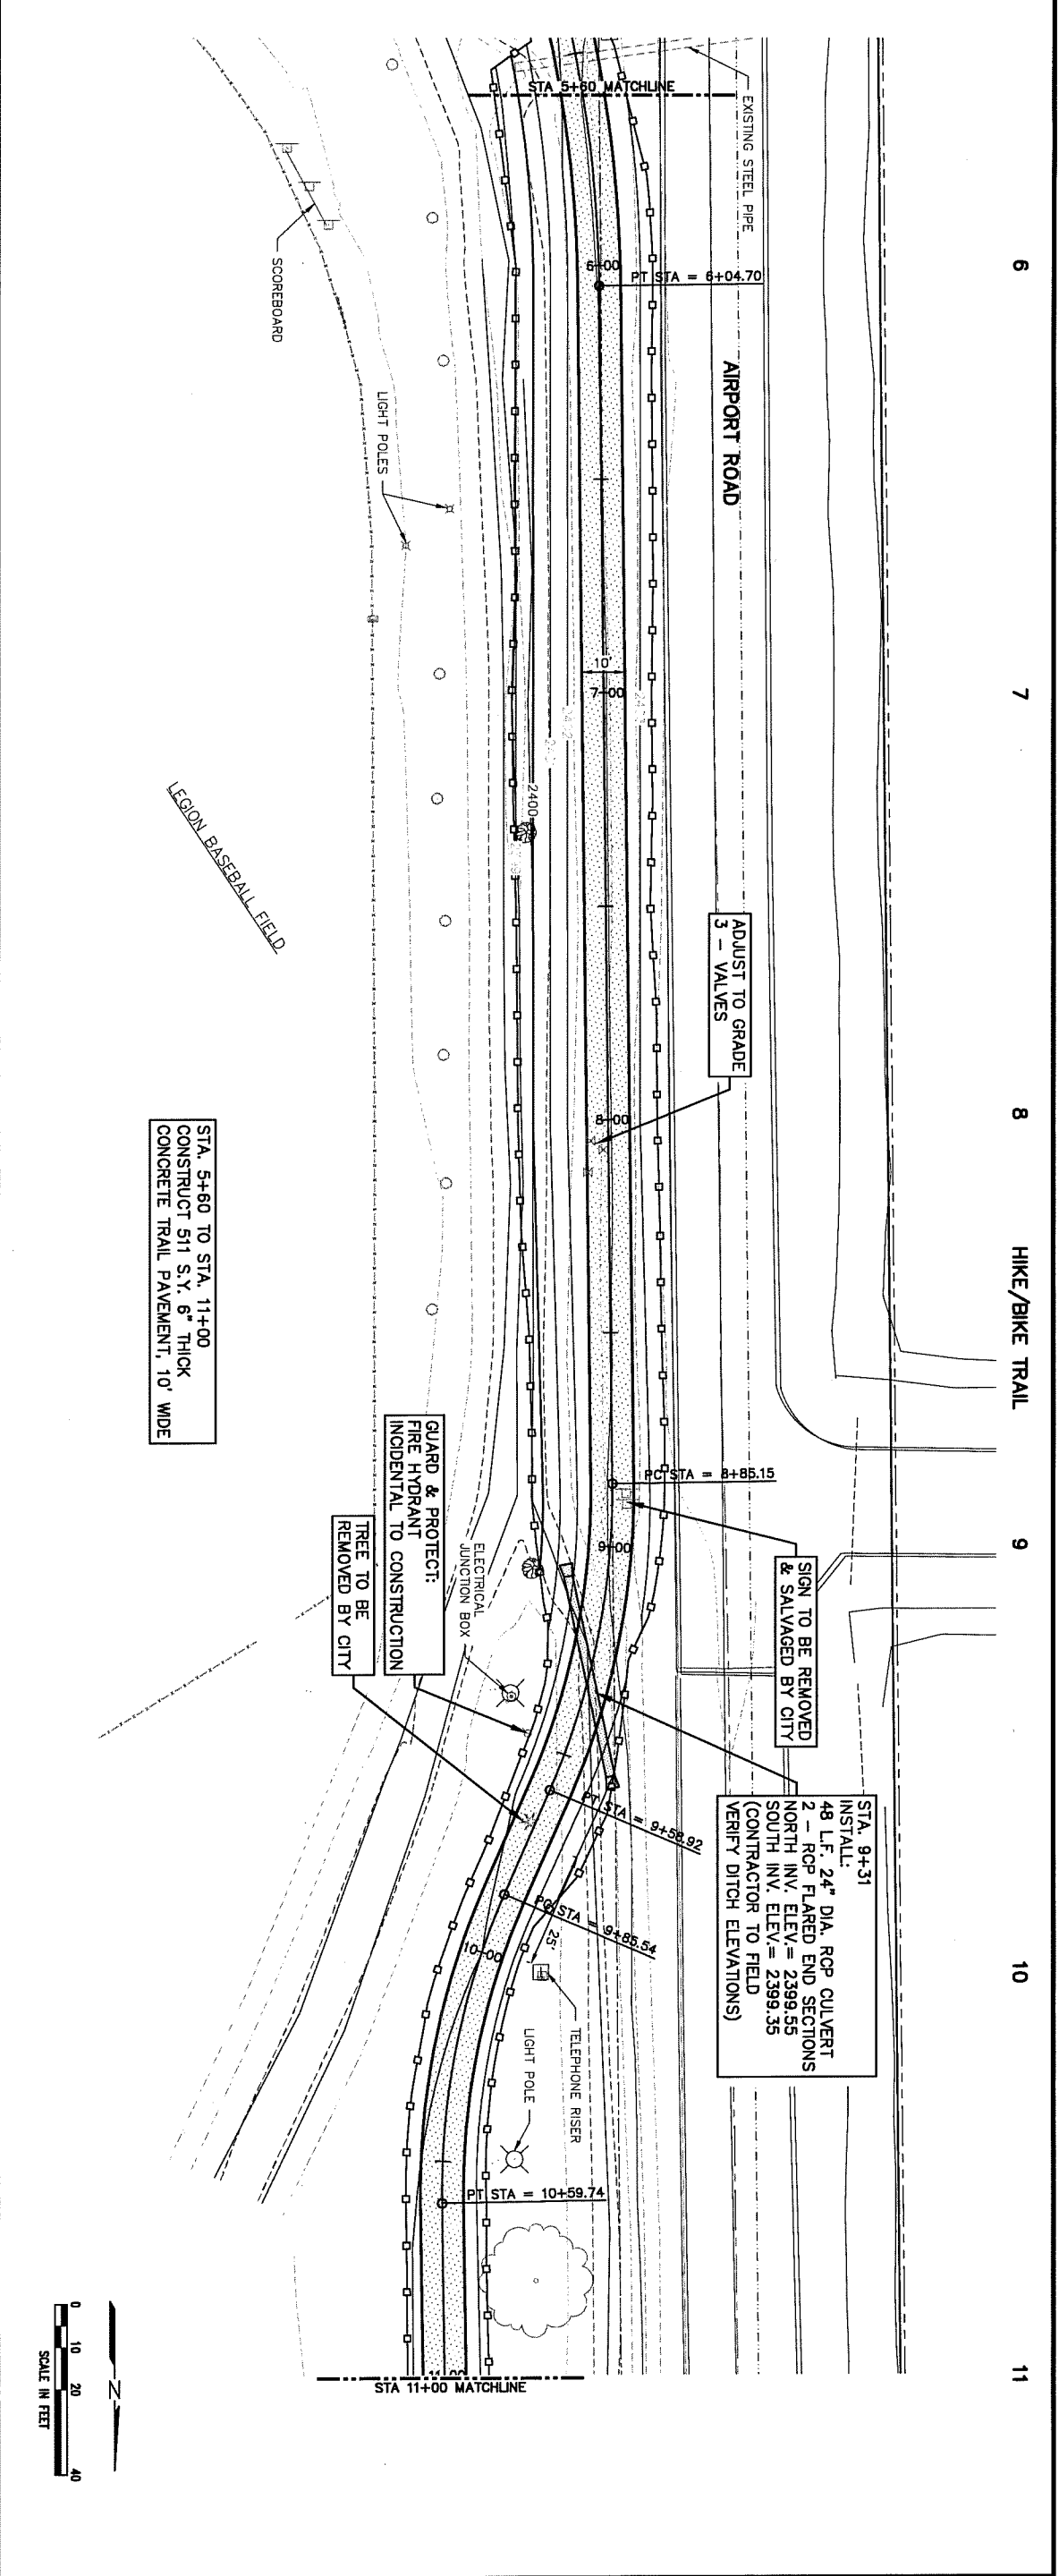 6
7
8
HIKE/BIKE TRAIL
9
10
11
STA 5+60 MATCHLINE
EXISTING STEEL PIPE
6+00
PT STA = 6+04.70
SCOREBOARD
AIRPORT ROAD
LIGHT POLES
10'
7+00
2400
LEGION BASEBALL FIELD
ADJUST TO GRADE
3 - VALVES
8+00
STA. 5+60 TO STA. 11+00
CONSTRUCT 511 S.Y. 6" THICK
CONCRETE TRAIL PAVEMENT, 10' WIDE
GUARD & PROTECT:
FIRE HYDRANT
INCIDENTAL TO CONSTRUCTION
PC STA = 8+85.15
TREE TO BE
REMOVED BY CITY
ELECTRICAL
JUNCTION BOX
9+00
SIGN TO BE REMOVED
& SALVAGED BY CITY
STA. 9+31
INSTALL:
48 L.F. 24" DIA. RCP CULVERT
2 - RCP FLARED END SECTIONS
NORTH INV. ELEV.= 2399.55
SOUTH INV. ELEV.= 2399.35
(CONTRACTOR TO FIELD
VERIFY DITCH ELEVATIONS)
PT STA = 9+58.92
PC STA = 9+85.54
25'
10+00
TELEPHONE RISER
LIGHT POLE
PT STA = 10+59.74
11+00
STA 11+00 MATCHLINE
N
0 10 20 40
SCALE IN FEET